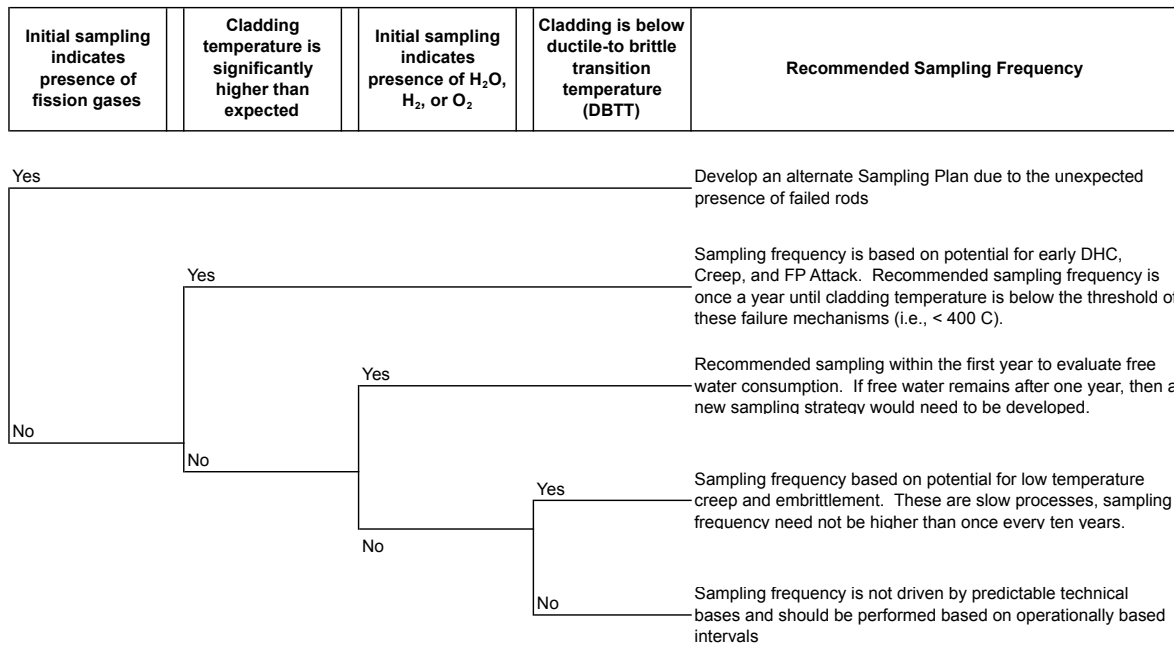 Initial sampling
indicates
presence of
fission gases
Cladding
temperature is
significantly
higher than
expected
Initial sampling
indicates
presence of H₂O,
H₂, or O₂
Cladding is below
ductile-to brittle
transition
temperature
(DBTT)
Recommended Sampling Frequency
Yes
Develop an alternate Sampling Plan due to the unexpected
presence of failed rods
Yes
Sampling frequency is based on potential for early DHC,
Creep, and FP Attack. Recommended sampling frequency is
once a year until cladding temperature is below the threshold of
these failure mechanisms (i.e., < 400 C).
Yes
Recommended sampling within the first year to evaluate free
water consumption. If free water remains after one year, then a
new sampling strategy would need to be developed.
No
No
Yes
Sampling frequency based on potential for low temperature
creep and embrittlement. These are slow processes, sampling
frequency need not be higher than once every ten years.
No
No
Sampling frequency is not driven by predictable technical
bases and should be performed based on operationally based
intervals